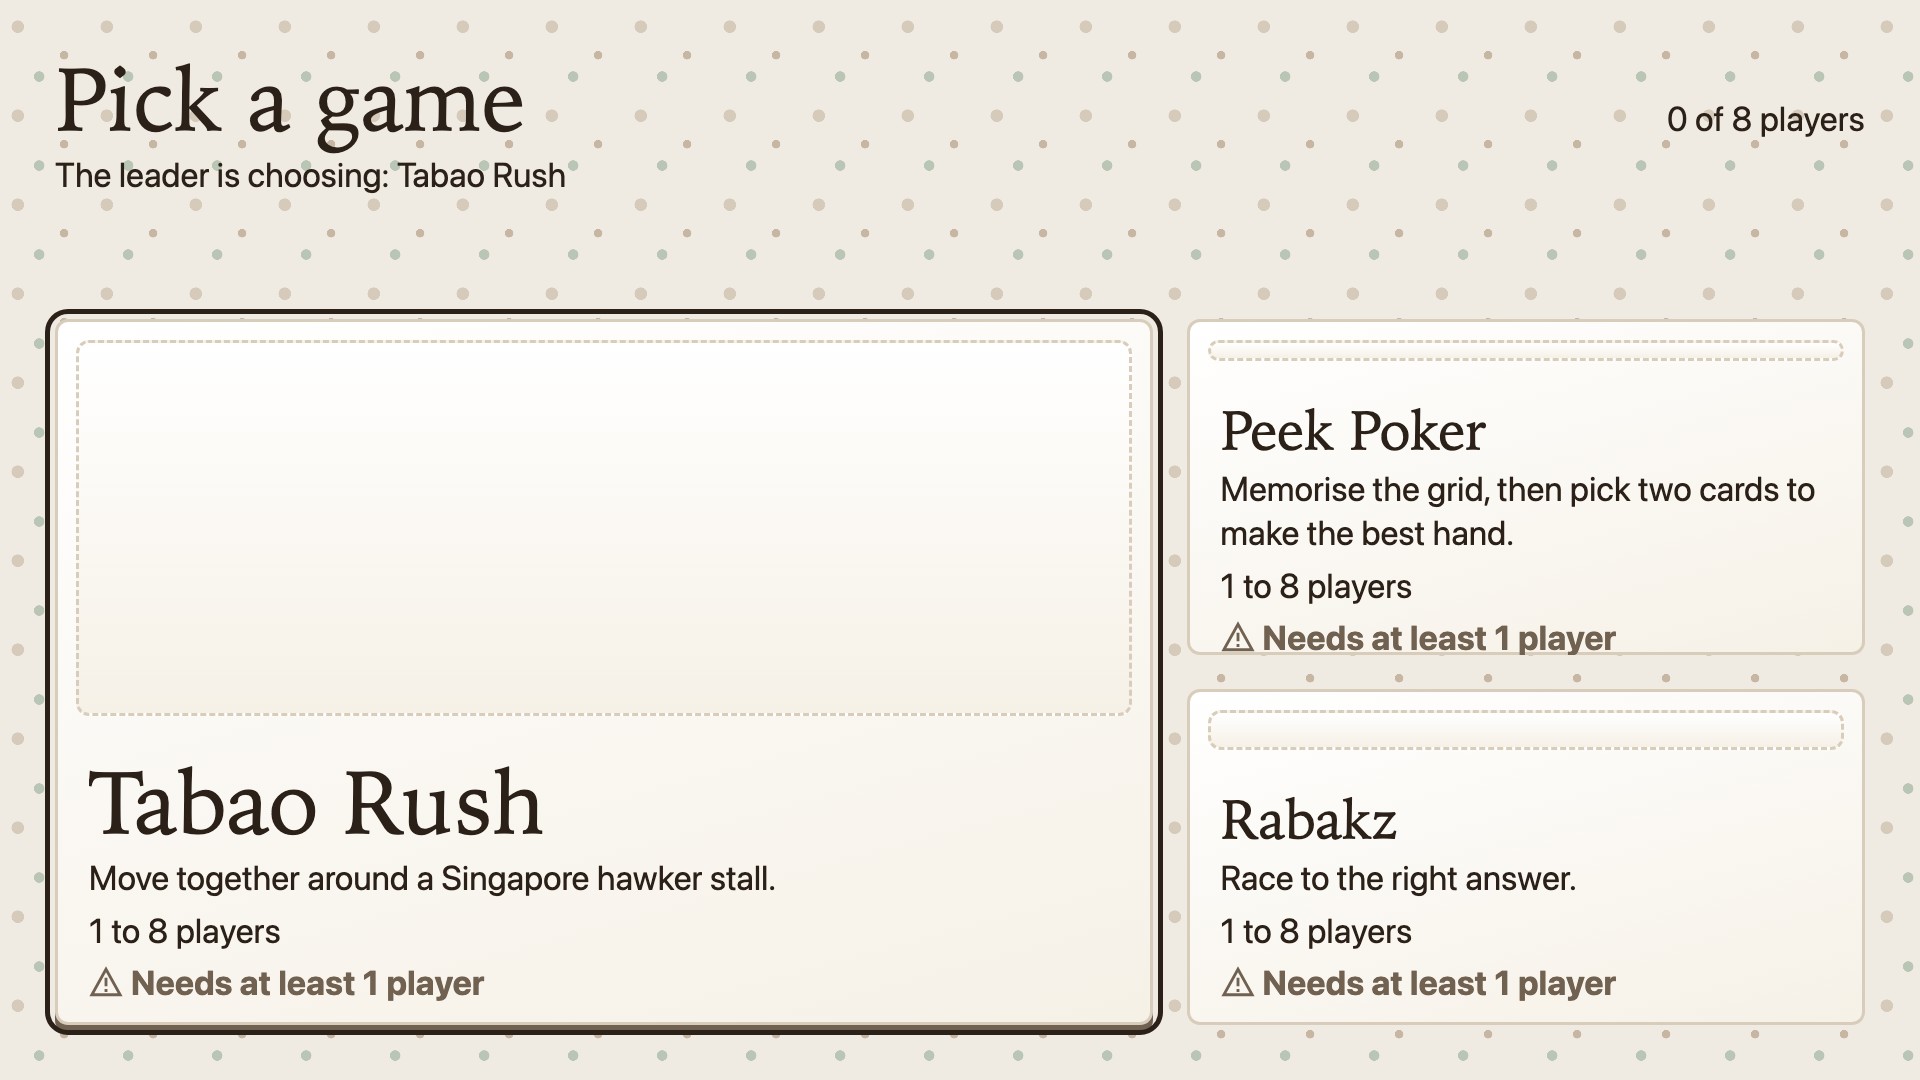 Pick a game
The leader is choosing: Tabao Rush
0 of 8 players
Tabao Rush
Move together around a Singapore hawker stall.
1 to 8 players
Needs at least 1 player
Peek Poker
Memorise the grid, then pick two cards to
make the best hand.
1 to 8 players
Needs at least 1 player
Rabakz
Race to the right answer.
1 to 8 players
Needs at least 1 player